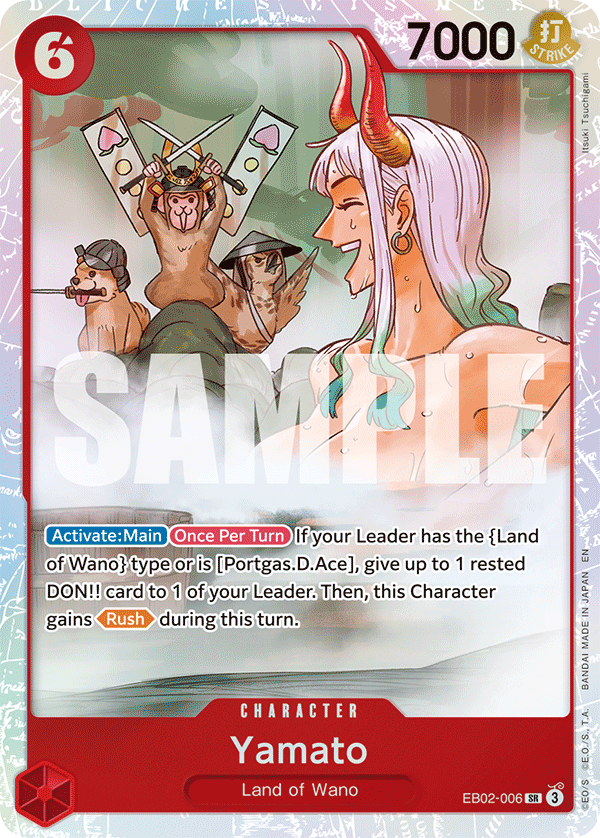 6
7000
打
STRIKE
Itsuki Tsuchigami
SAMPLE
Activate:Main Once Per Turn If your Leader has the {Land
of Wano} type or is [Portgas.D.Ace], give up to 1 rested
DON!! card to 1 of your Leader. Then, this Character
gains Rush during this turn.
©E.O/S ©E.O./S., T.A. BANDAI MADE IN JAPAN EN
CHARACTER
Yamato
Land of Wano
EB02-006 SR 3